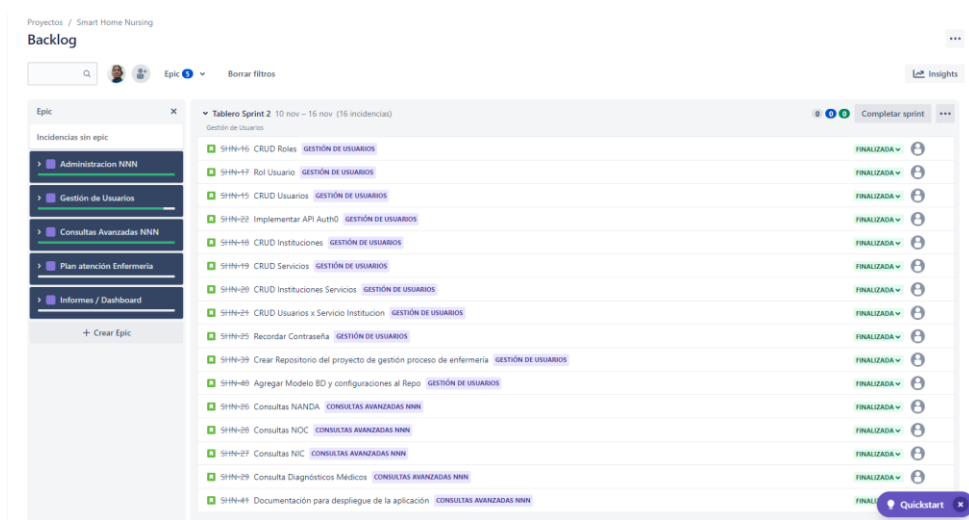 Proyectos / Smart Home Nursing
Backlog
Epic 5
Borrar filtros
Insights
Epic
Incidencias sin epic
Administracion NNN
Gestión de Usuarios
Consultas Avanzadas NNN
Plan atención Enfermeria
Informes / Dashboard
+ Crear Epic
Tablero Sprint 2 10 nov – 16 nov (16 incidencias)
0 0 0 Completar sprint
Gestión de Usuarios
SHN-16 CRUD Roles GESTIÓN DE USUARIOS FINALIZADA
SHN-17 Rol Usuario GESTIÓN DE USUARIOS FINALIZADA
SHN-15 CRUD Usuarios GESTIÓN DE USUARIOS FINALIZADA
SHN-22 Implementar API Auth0 GESTIÓN DE USUARIOS FINALIZADA
SHN-18 CRUD Instituciones GESTIÓN DE USUARIOS FINALIZADA
SHN-19 CRUD Servicios GESTIÓN DE USUARIOS FINALIZADA
SHN-20 CRUD Instituciones Servicios GESTIÓN DE USUARIOS FINALIZADA
SHN-21 CRUD Usuarios x Servicio Institucion GESTIÓN DE USUARIOS FINALIZADA
SHN-25 Recordar Contraseña GESTIÓN DE USUARIOS FINALIZADA
SHN-39 Crear Repositorio del proyecto de gestión proceso de enfermería GESTIÓN DE USUARIOS FINALIZADA
SHN-40 Agregar Modelo BD y configuraciones al Repo GESTIÓN DE USUARIOS FINALIZADA
SHN-26 Consultas NANDA CONSULTAS AVANZADAS NNN FINALIZADA
SHN-28 Consultas NOC CONSULTAS AVANZADAS NNN FINALIZADA
SHN-27 Consultas NIC CONSULTAS AVANZADAS NNN FINALIZADA
SHN-29 Consulta Diagnósticos Médicos CONSULTAS AVANZADAS NNN FINALIZADA
SHN-41 Documentación para despliegue de la aplicación CONSULTAS AVANZADAS NNN
Quickstart